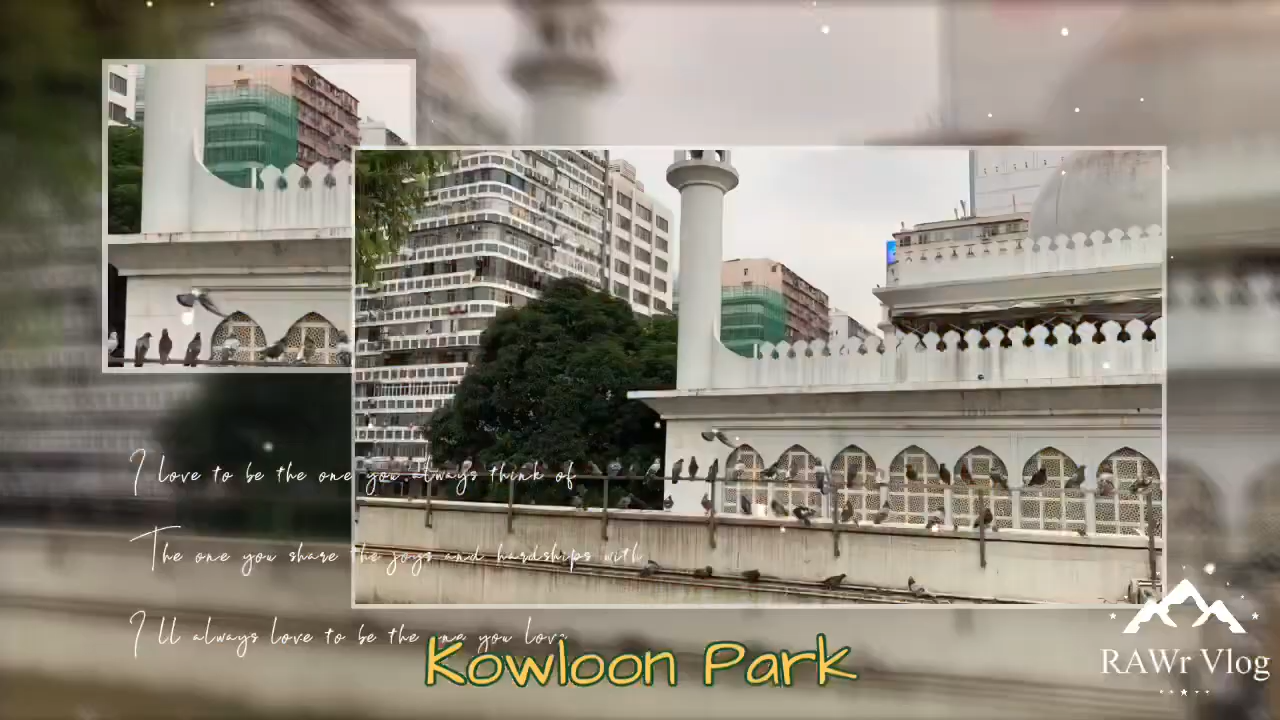 I love to be the one you always think of
The one you share the joys and hardships with
I'll always love to be the one you love
Kowloon Park
RAWr Vlog